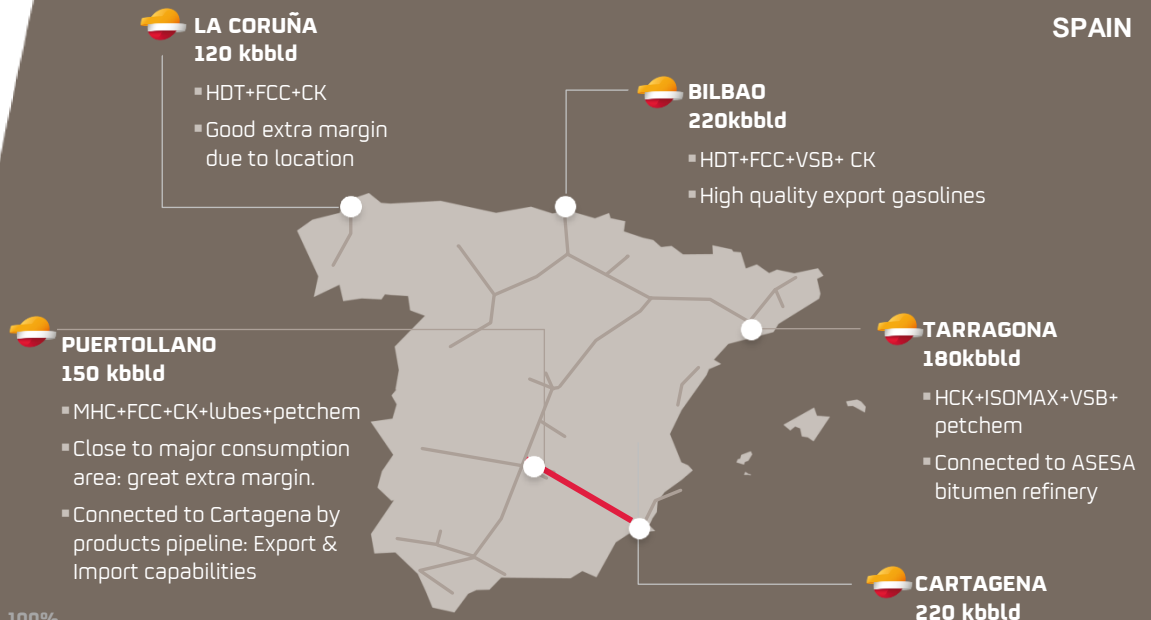 SPAIN
LA CORUÑA
120 kbbld
HDT+FCC+CK
Good extra margin
due to location
BILBAO
220kbbld
HDT+FCC+VSB+ CK
High quality export gasolines
PUERTOLLANO
150 kbbld
MHC+FCC+CK+lubes+petchem
Close to major consumption
area: great extra margin.
Connected to Cartagena by
products pipeline: Export &
Import capabilities
TARRAGONA
180kbbld
HCK+ISOMAX+VSB+
petchem
Connected to ASESA
bitumen refinery
CARTAGENA
220 kbbld
100%